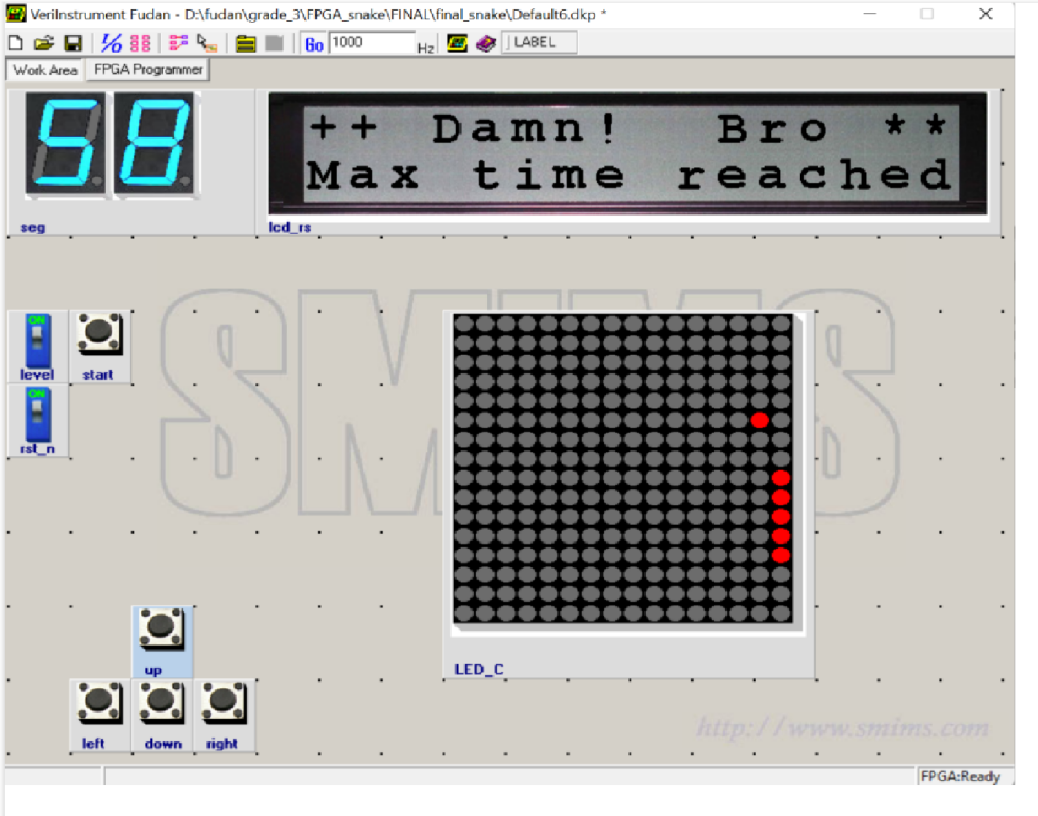 VeriInstrument Fudan - D:\fudan\grade_3\FPGA_snake\FINAL\final_snake\Default6.dkp *
I/O Go 1000 Hz LABEL
Work Area FPGA Programmer
58
++ Damn! Bro **
Max time reached
seg lcd_rs
SMIMS
ON
level start
ON
rst_n
up
LED_C
left down right
http://www.smims.com
FPGA:Ready